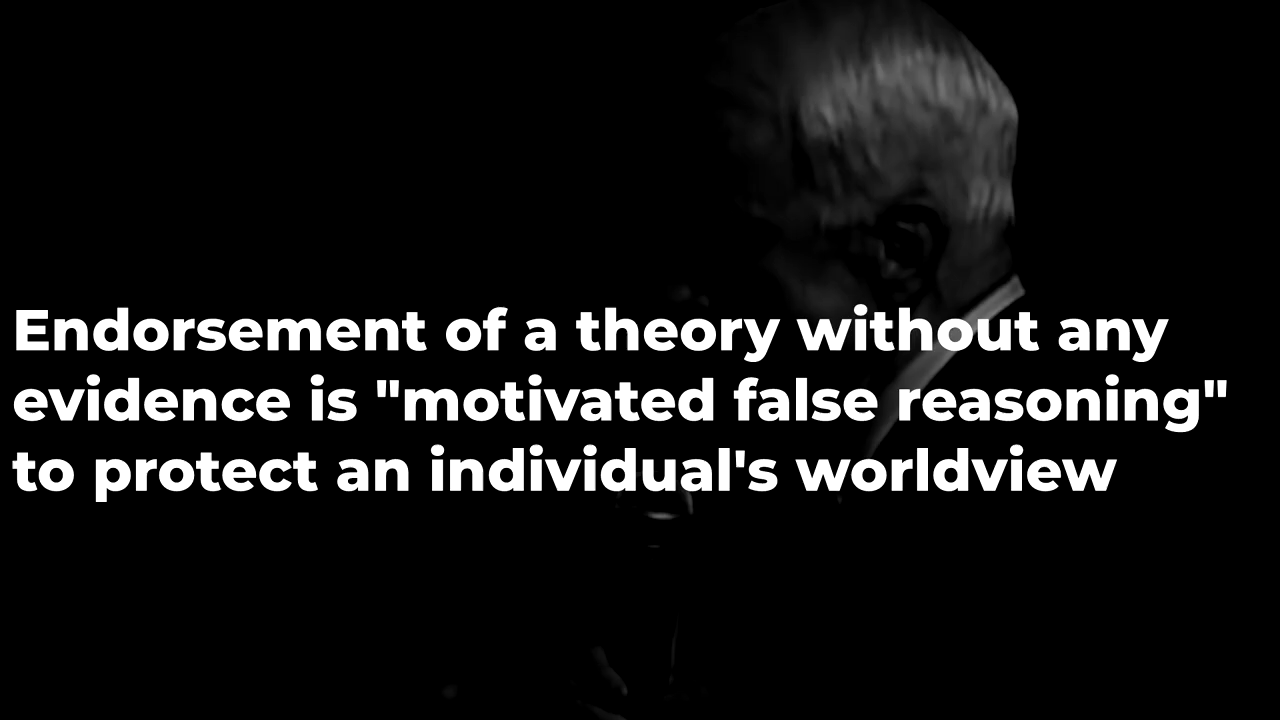 Endorsement of a theory without any
evidence is "motivated false reasoning"
to protect an individual's worldview